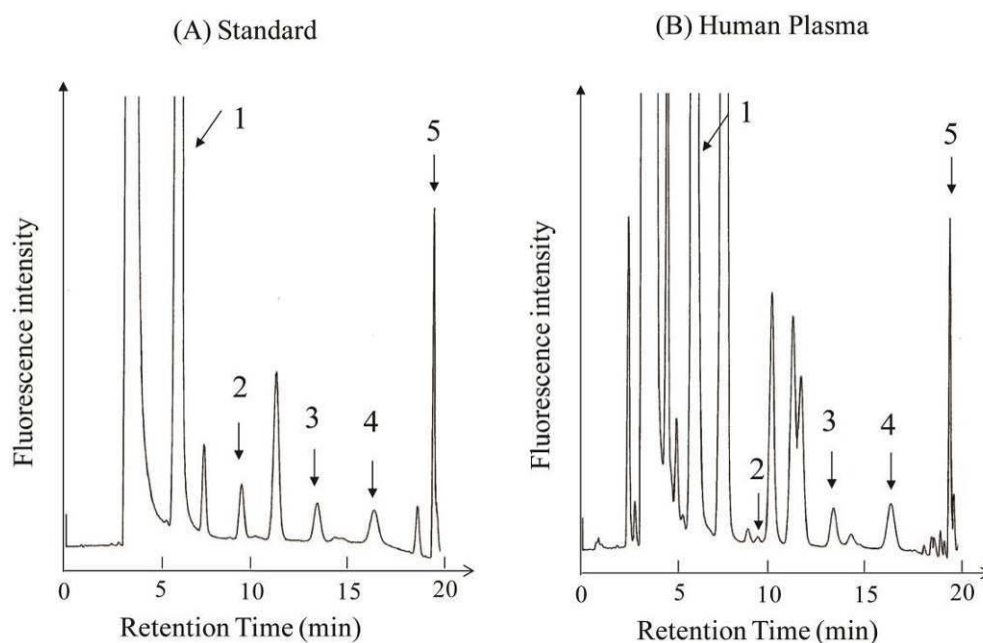 (A) Standard
1
5
2
3
4
Fluorescence intensity
0 5 10 15 20
Retention Time (min)
(B) Human Plasma
1
5
2
3
4
Fluorescence intensity
0 5 10 15 20
Retention Time (min)